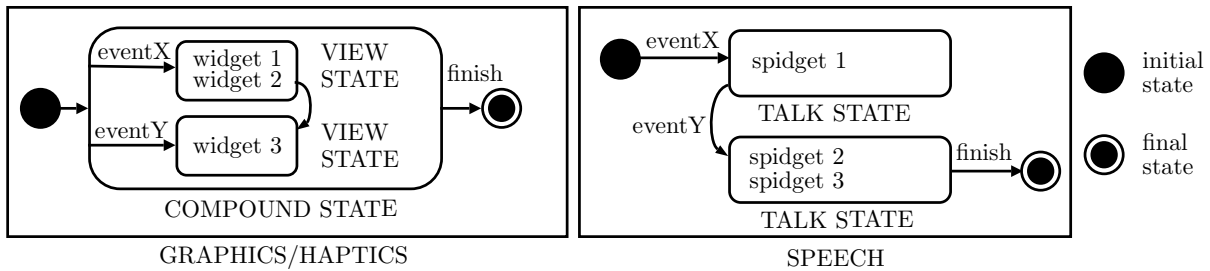 eventX
widget 1
widget 2
VIEW
STATE
finish
eventY
widget 3
VIEW
STATE
COMPOUND STATE
GRAPHICS/HAPTICS
eventX
spidget 1
TALK STATE
eventY
spidget 2
spidget 3
finish
TALK STATE
SPEECH
initial
state
final
state